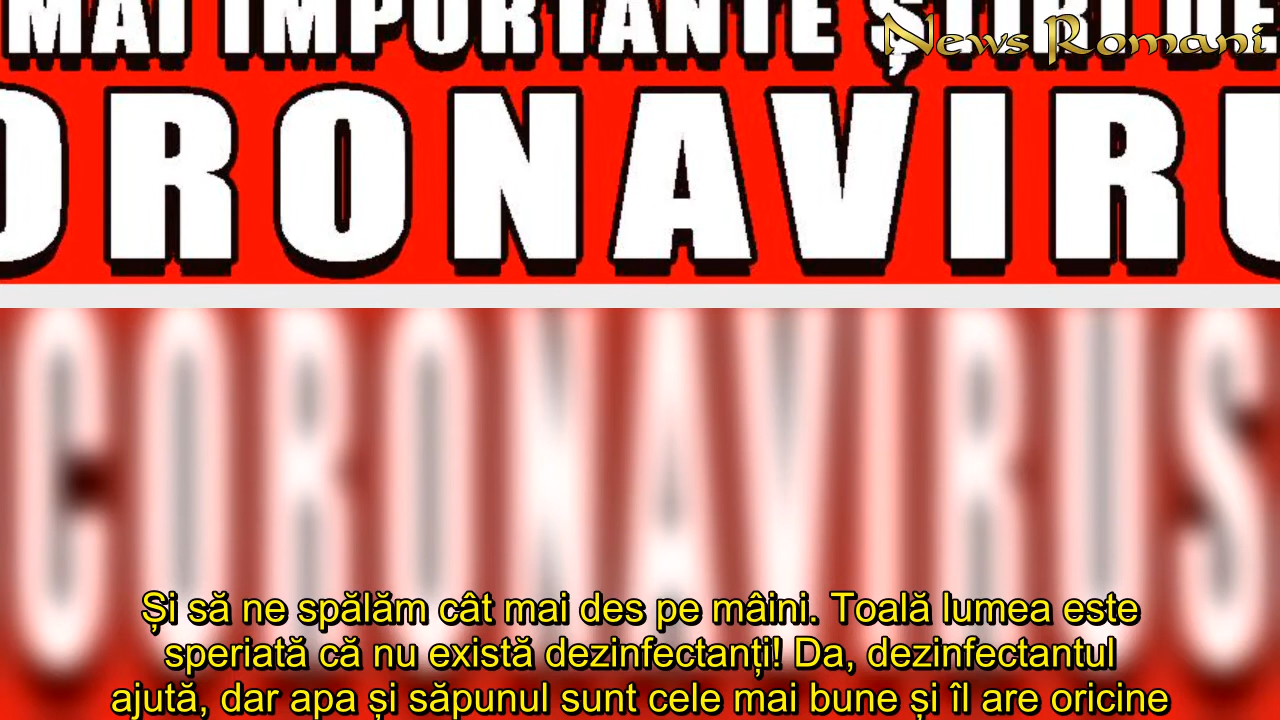 MAI IMPORTANTE ȘTIRI DE
News Romani
ORONAVIRU
CORONAVIRUS
Și să ne spălăm cât mai des pe mâini. Toală lumea este
speriată că nu există dezinfectanți! Da, dezinfectantul
ajută, dar apa și săpunul sunt cele mai bune și îl are oricine